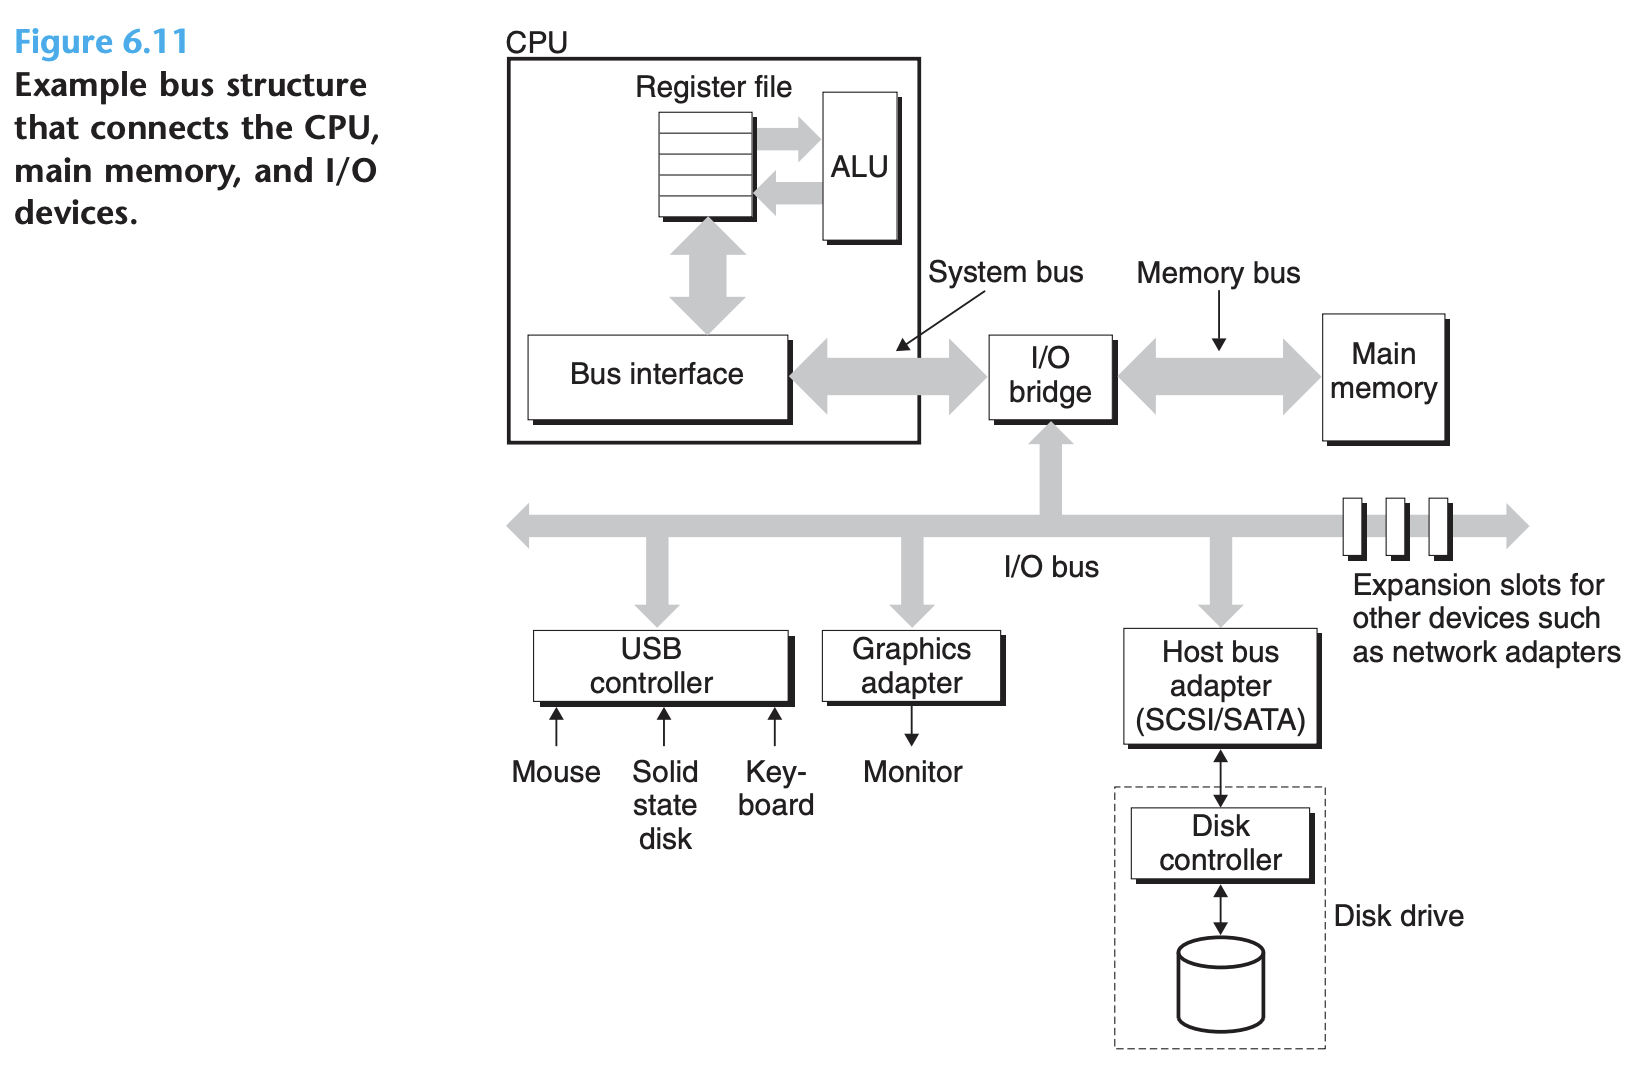 Figure 6.11
Example bus structure
that connects the CPU,
main memory, and I/O
devices.
CPU
Register file
ALU
System bus
Memory bus
Bus interface
I/O
bridge
Main
memory
I/O bus
Expansion slots for
other devices such
as network adapters
USB
controller
Graphics
adapter
Host bus
adapter
(SCSI/SATA)
Mouse
Solid
state
disk
Key-
board
Monitor
Disk
controller
Disk drive